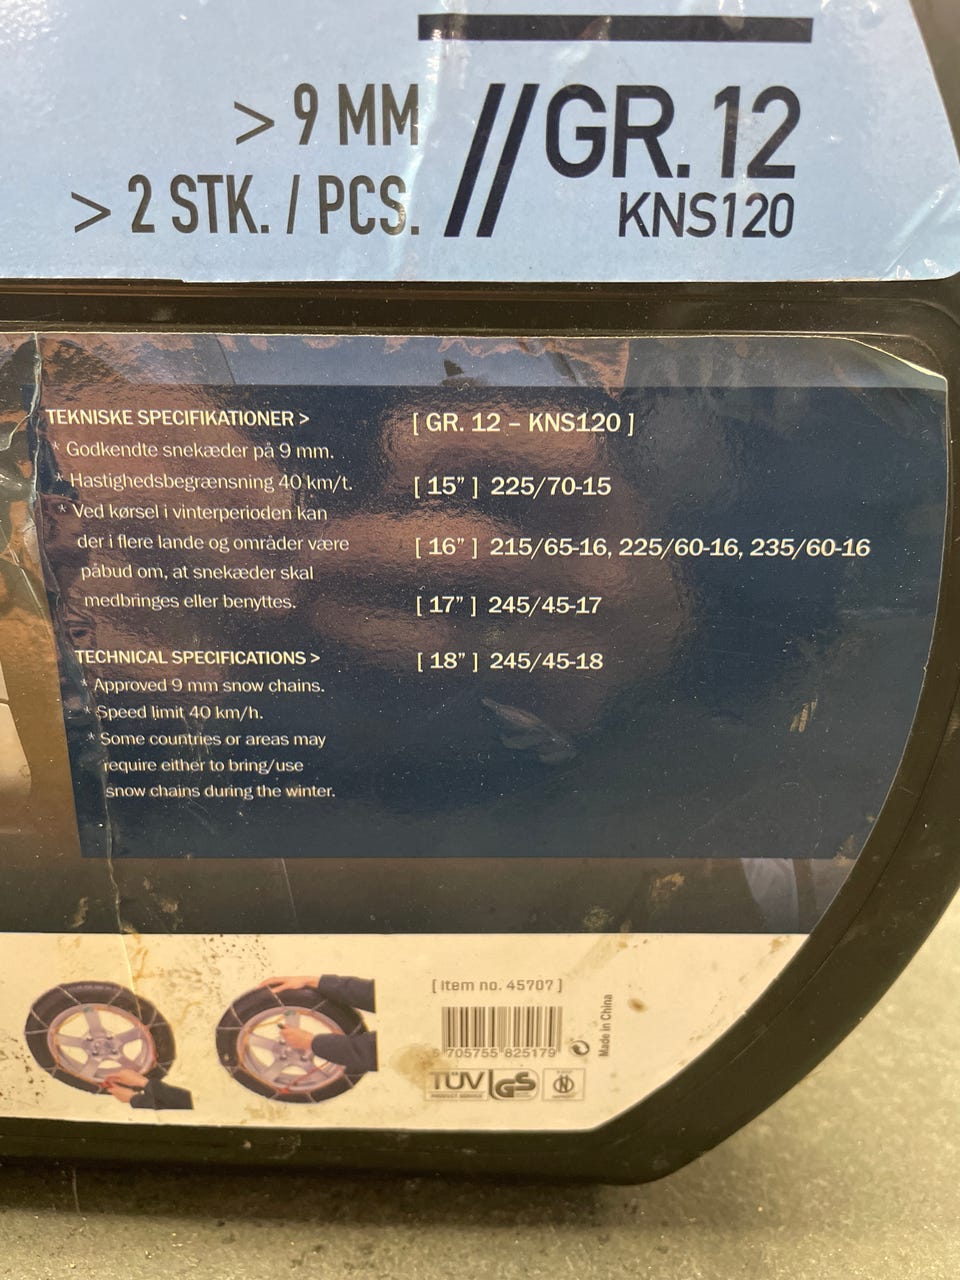 > 9 MM
> 2 STK. / PCS.
// GR. 12
KNS120
TEKNISKE SPECIFIKATIONER >
* Godkendte snekæder på 9 mm.
* Hastighedsbegrænsning 40 km/t.
* Ved kørsel i vinterperioden kan
der i flere lande og områder være
påbud om, at snekæder skal
medbringes eller benyttes.
TECHNICAL SPECIFICATIONS >
* Approved 9 mm snow chains.
* Speed limit 40 km/h.
* Some countries or areas may
require either to bring/use
snow chains during the winter.
[ GR. 12 – KNS120 ]
[ 15” ] 225/70-15
[ 16” ] 215/65-16, 225/60-16, 235/60-16
[ 17” ] 245/45-17
[ 18” ] 245/45-18
[ Item no. 45707 ]
5 705755 825179
Made in China
TÜV
PRODUCT SERVICE
GS
N